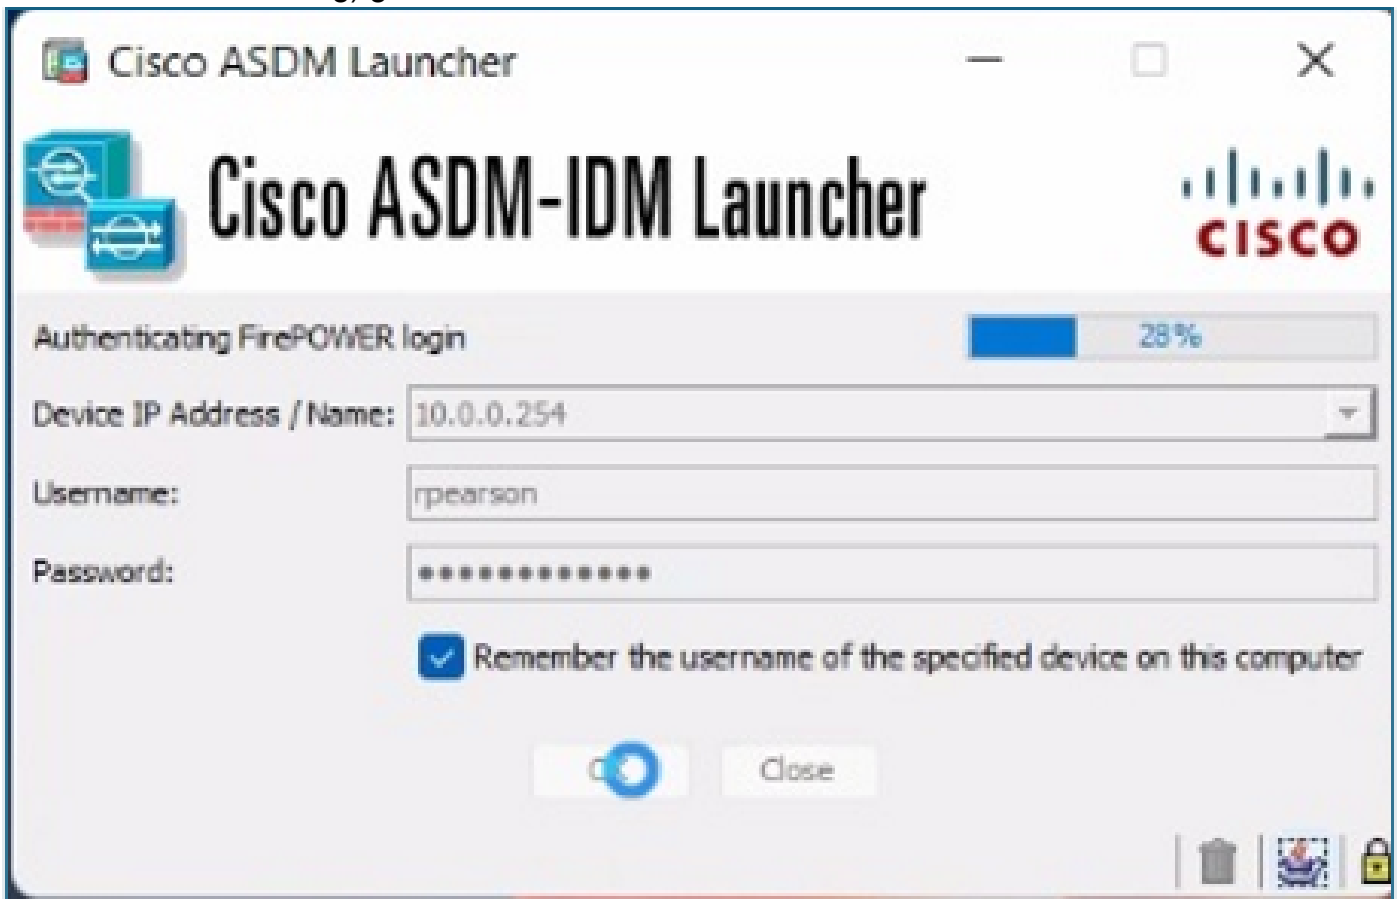 Cisco ASDM Launcher
Cisco ASDM-IDM Launcher
CISCO
Authenticating FirePOWER login
28%
Device IP Address / Name: 10.0.0.254
Username: rpearson
Password: ●●●●●●●●●●●●
Remember the username of the specified device on this computer
Close